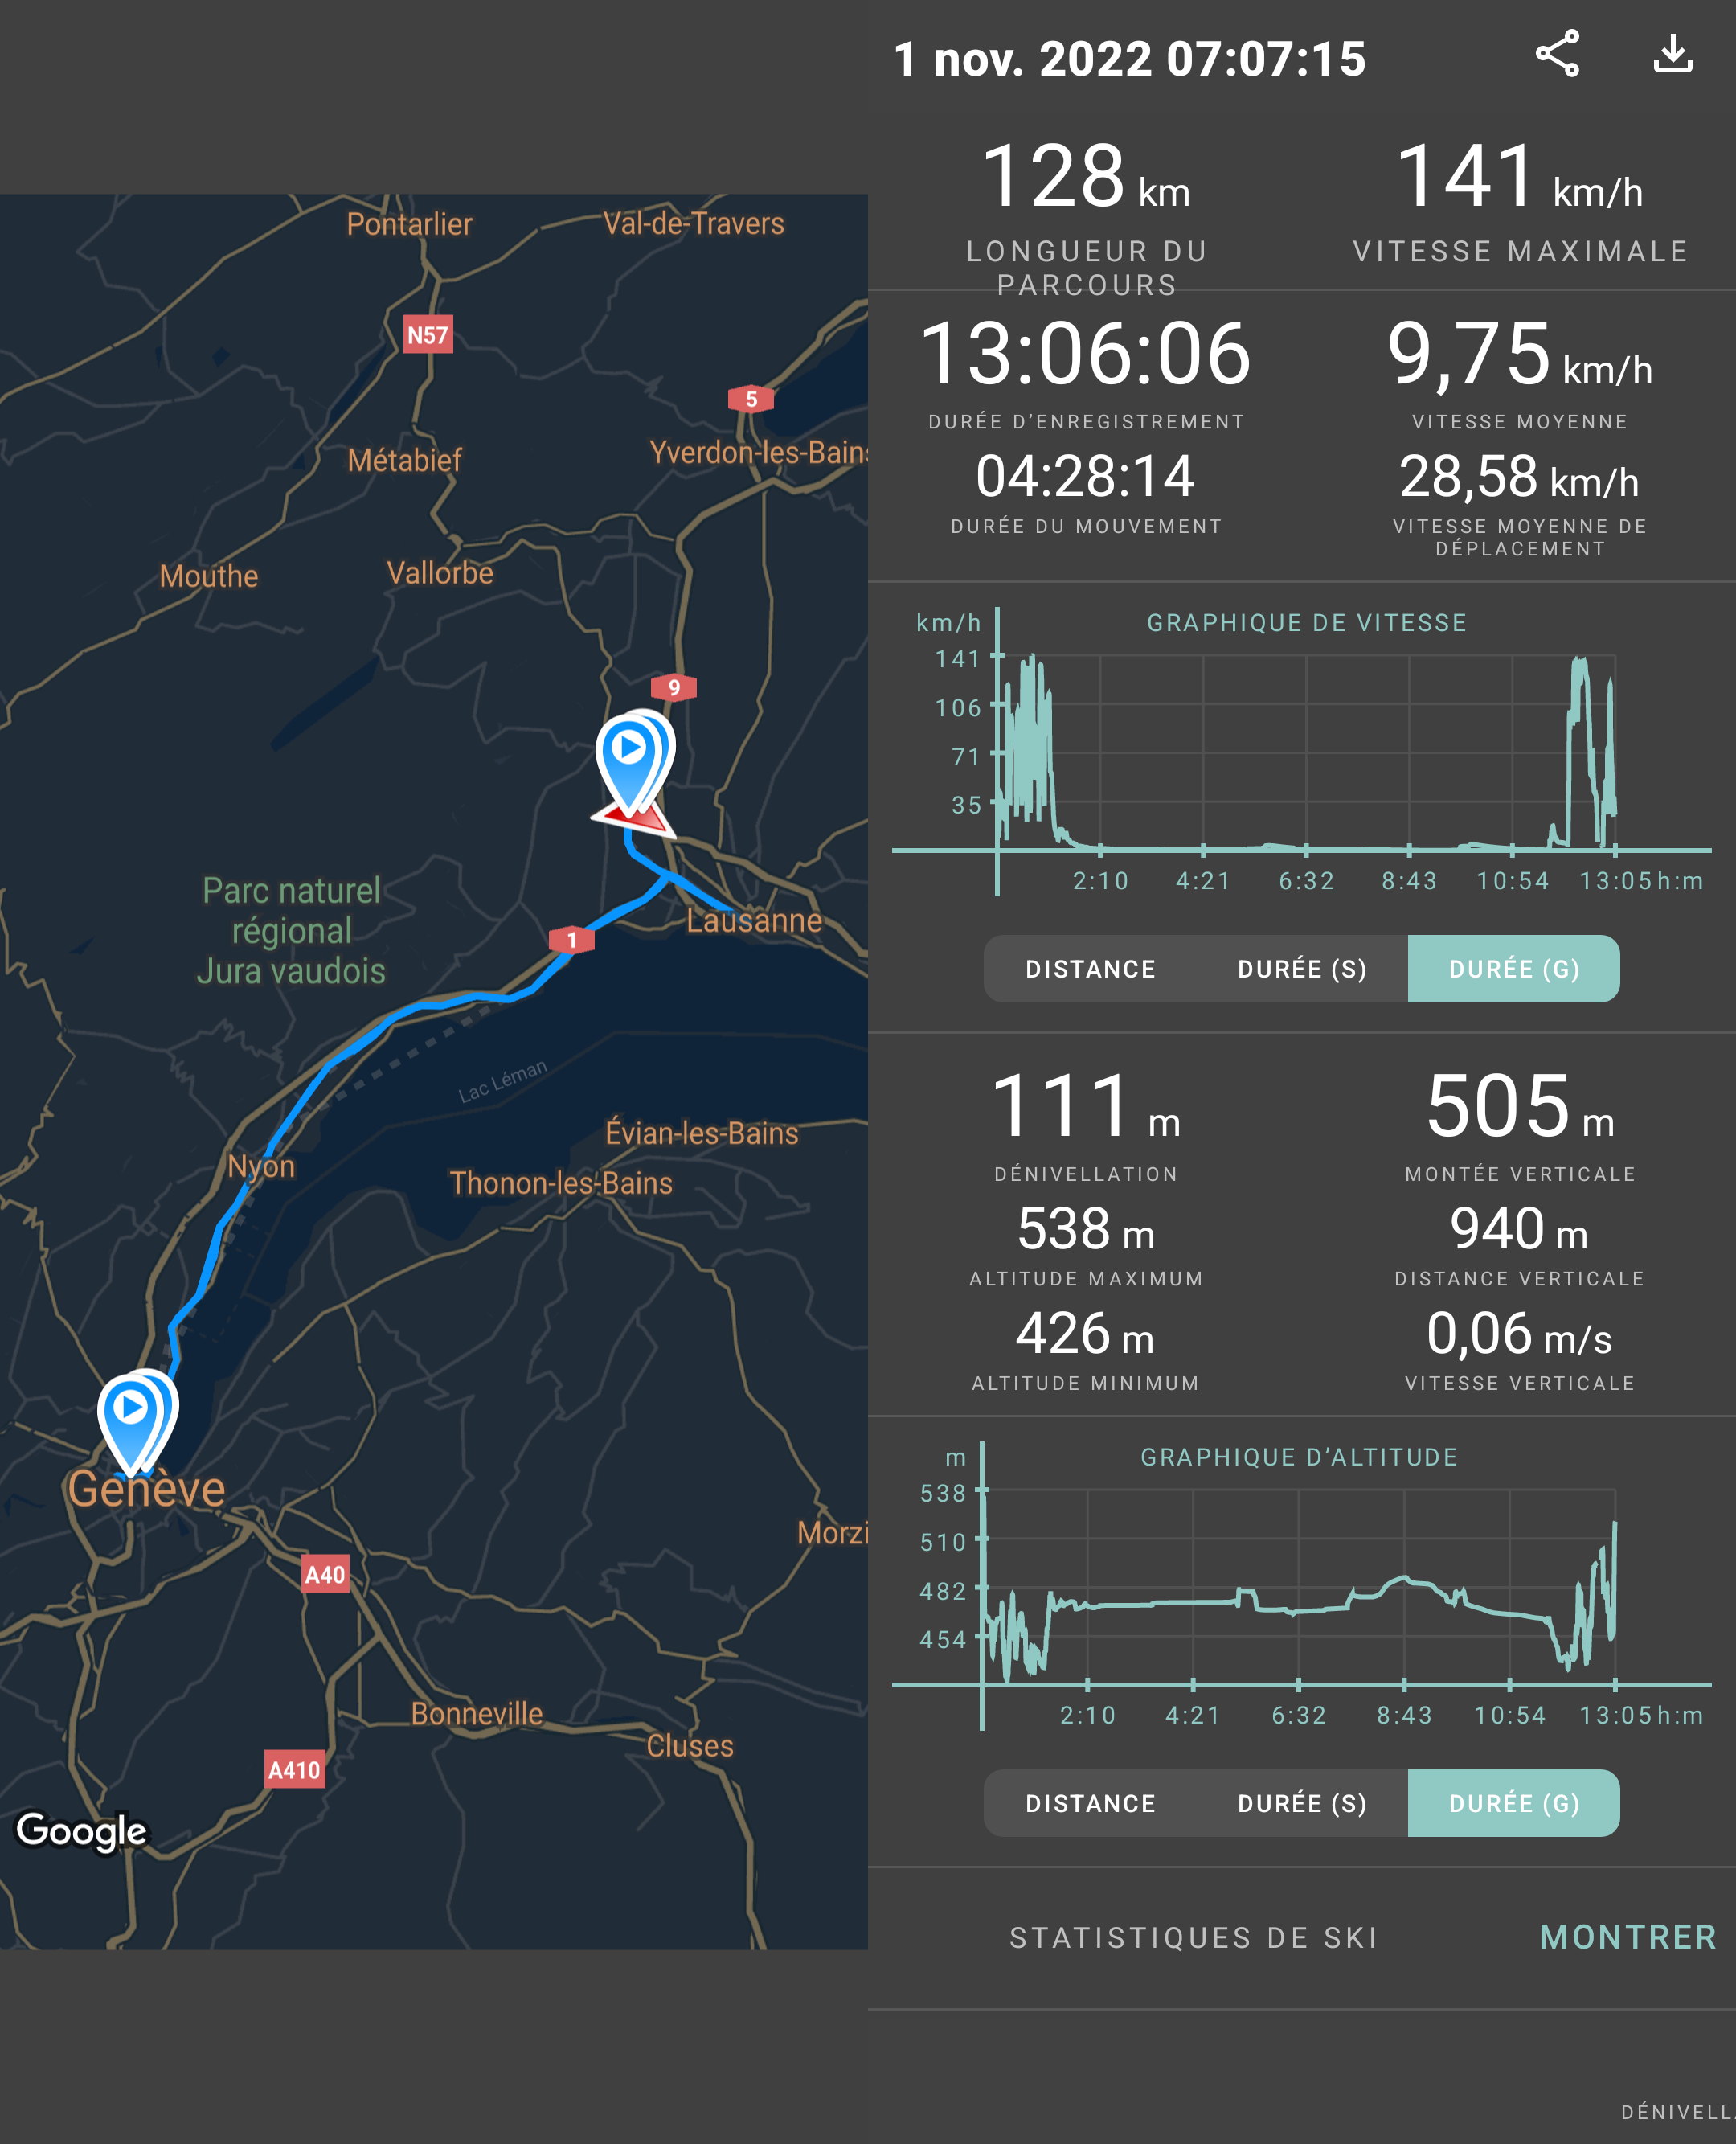 Pontarlier
Val-de-Travers
N57
5
Métabief
Yverdon-les-Bains
Mouthe
Vallorbe
9
Parc naturel
régional
Jura vaudois
Lausanne
1
Lac Léman
Évian-les-Bains
Nyon
Thonon-les-Bains
Genève
Morzi
A40
Bonneville
Cluses
A410
Google
1 nov. 2022 07:07:15
128 km
141 km/h
LONGUEUR DU
PARCOURS
VITESSE MAXIMALE
13:06:06
9,75 km/h
DURÉE D’ENREGISTREMENT
VITESSE MOYENNE
04:28:14
28,58 km/h
DURÉE DU MOUVEMENT
VITESSE MOYENNE DE
DÉPLACEMENT
km/h
GRAPHIQUE DE VITESSE
141
106
71
35
2:10 4:21 6:32 8:43 10:54 13:05 h:m
DISTANCE DURÉE (S) DURÉE (G)
111 m
505 m
DÉNIVELLATION
MONTÉE VERTICALE
538 m
940 m
ALTITUDE MAXIMUM
DISTANCE VERTICALE
426 m
0,06 m/s
ALTITUDE MINIMUM
VITESSE VERTICALE
m
GRAPHIQUE D’ALTITUDE
538
510
482
454
2:10 4:21 6:32 8:43 10:54 13:05 h:m
DISTANCE DURÉE (S) DURÉE (G)
STATISTIQUES DE SKI MONTRER
DÉNIVELL